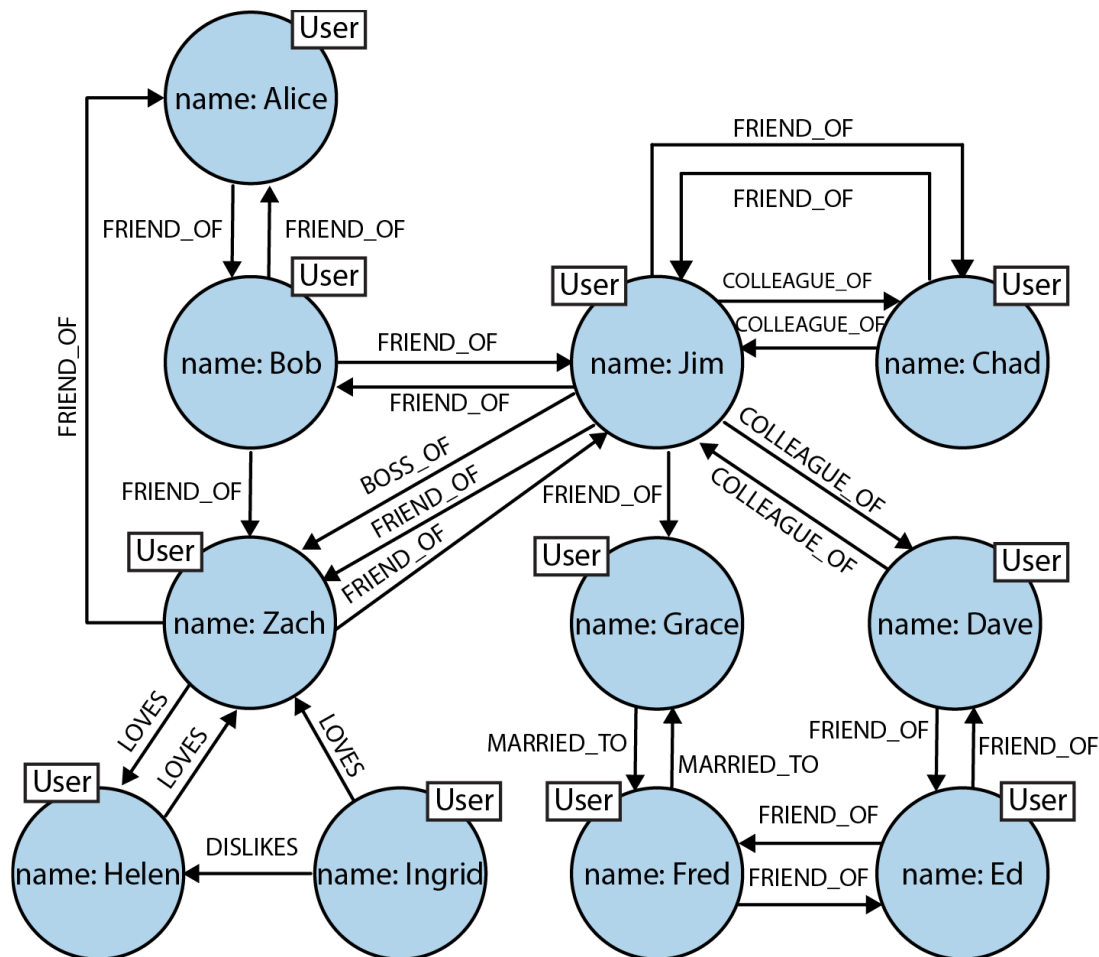 User
name: Alice
FRIEND_OF
FRIEND_OF
FRIEND_OF
FRIEND_OF
FRIEND_OF
User
name: Bob
User
name: Jim
User
name: Chad
COLLEAGUE_OF
COLLEAGUE_OF
FRIEND_OF
FRIEND_OF
FRIEND_OF
BOSS_OF
FRIEND_OF
FRIEND_OF
FRIEND_OF
COLLEAGUE_OF
COLLEAGUE_OF
User
name: Zach
User
name: Grace
User
name: Dave
LOVES
LOVES
LOVES
MARRIED_TO
MARRIED_TO
FRIEND_OF
FRIEND_OF
User
name: Helen
DISLIKES
User
name: Ingrid
User
name: Fred
FRIEND_OF
FRIEND_OF
User
name: Ed